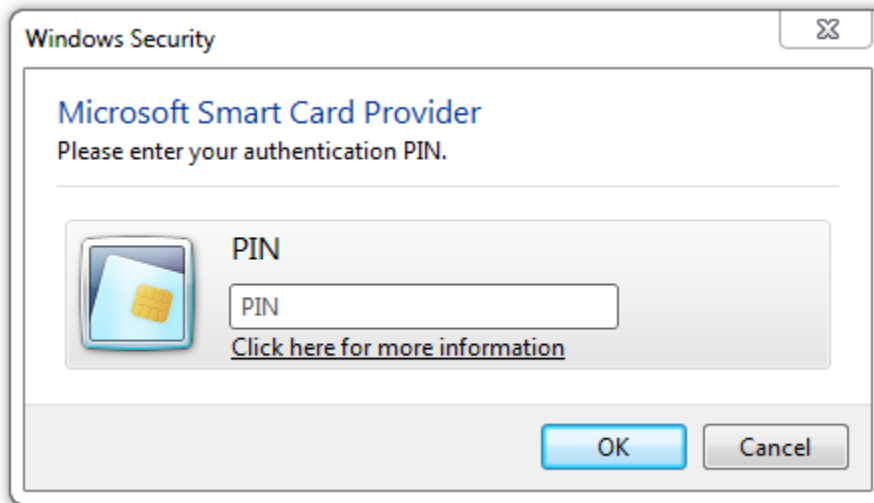 Windows Security
Microsoft Smart Card Provider
Please enter your authentication PIN.
PIN
PIN
Click here for more information
OK
Cancel